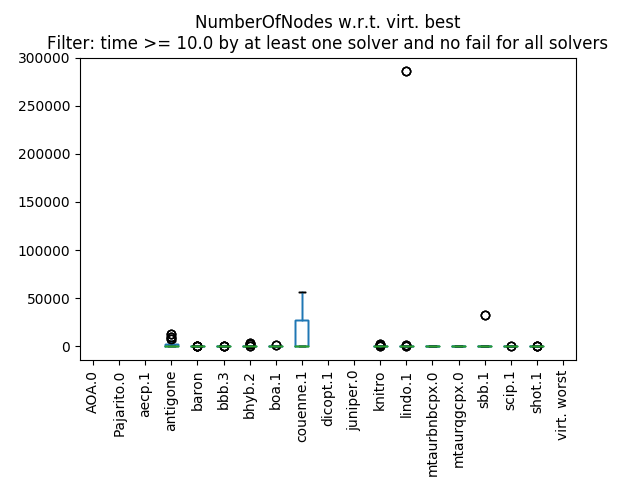 NumberOfNodes w.r.t. virt. best
Filter: time >= 10.0 by at least one solver and no fail for all solvers
300000
250000
200000
150000
100000
50000
0
AOA.0
Pajarito.0
aecp.1
antigone
baron
bbb.3
bhyb.2
boa.1
couenne.1
dicopt.1
juniper.0
knitro
lindo.1
mtaurbnbcpx.0
mtaurqgcpx.0
sbb.1
scip.1
shot.1
virt. worst